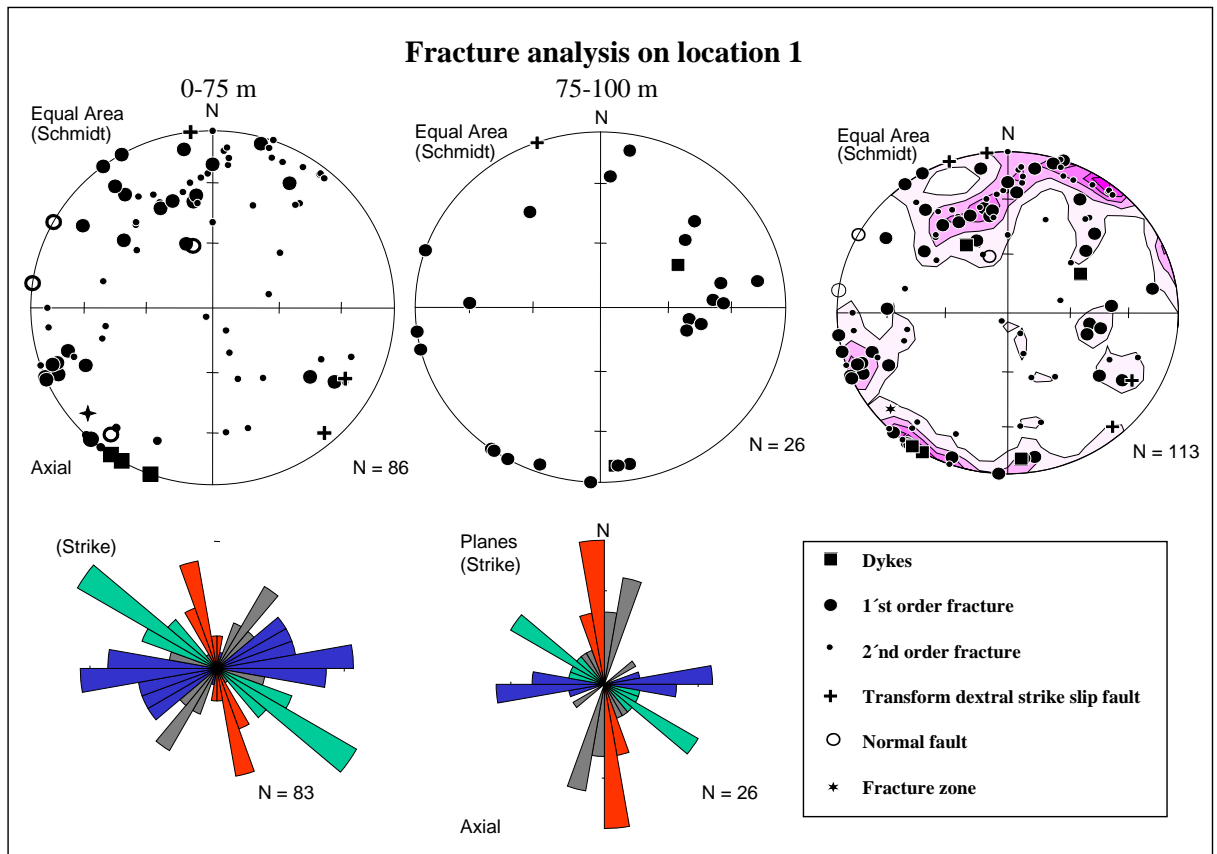 Fracture analysis on location 1
0-75 m
75-100 m
Equal Area
(Schmidt)
N
Axial
N = 86
Equal Area
(Schmidt)
N
N = 26
Equal Area
(Schmidt)
N
N = 113
(Strike)
N = 83
Planes
(Strike)
N
Axial
N = 26
Dykes
1´st order fracture
2´nd order fracture
Transform dextral strike slip fault
Normal fault
Fracture zone